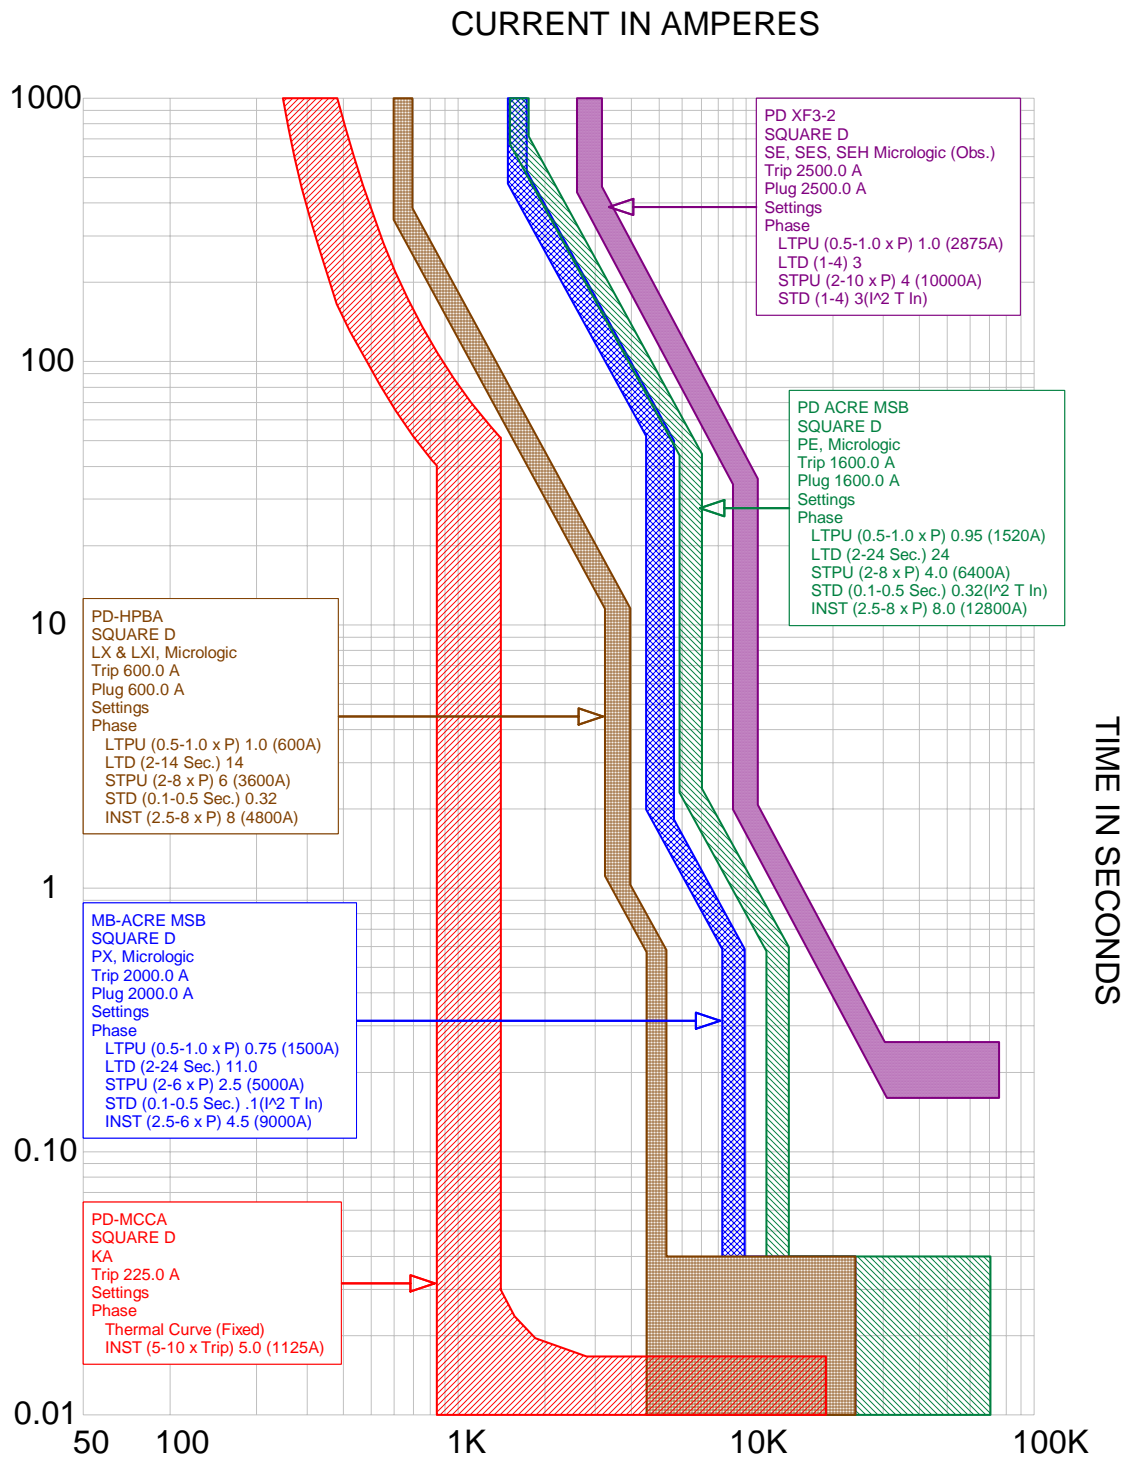 CURRENT IN AMPERES
1000
100
10
1
0.10
0.01
50
100
1K
10K
100K
TIME IN SECONDS
PD XF3-2
SQUARE D
SE, SES, SEH Micrologic (Obs.)
Trip 2500.0 A
Plug 2500.0 A
Settings
Phase
LTPU (0.5-1.0 x P) 1.0 (2875A)
LTD (1-4) 3
STPU (2-10 x P) 4 (10000A)
STD (1-4) 3(I^2 T In)
PD ACRE MSB
SQUARE D
PE, Micrologic
Trip 1600.0 A
Plug 1600.0 A
Settings
Phase
LTPU (0.5-1.0 x P) 0.95 (1520A)
LTD (2-24 Sec.) 24
STPU (2-8 x P) 4.0 (6400A)
STD (0.1-0.5 Sec.) 0.32(I^2 T In)
INST (2.5-8 x P) 8.0 (12800A)
PD-HPBA
SQUARE D
LX & LXI, Micrologic
Trip 600.0 A
Plug 600.0 A
Settings
Phase
LTPU (0.5-1.0 x P) 1.0 (600A)
LTD (2-14 Sec.) 14
STPU (2-8 x P) 6 (3600A)
STD (0.1-0.5 Sec.) 0.32
INST (2.5-8 x P) 8 (4800A)
MB-ACRE MSB
SQUARE D
PX, Micrologic
Trip 2000.0 A
Plug 2000.0 A
Settings
Phase
LTPU (0.5-1.0 x P) 0.75 (1500A)
LTD (2-24 Sec.) 11.0
STPU (2-6 x P) 2.5 (5000A)
STD (0.1-0.5 Sec.) .1(I^2 T In)
INST (2.5-6 x P) 4.5 (9000A)
PD-MCCA
SQUARE D
KA
Trip 225.0 A
Settings
Phase
Thermal Curve (Fixed)
INST (5-10 x Trip) 5.0 (1125A)